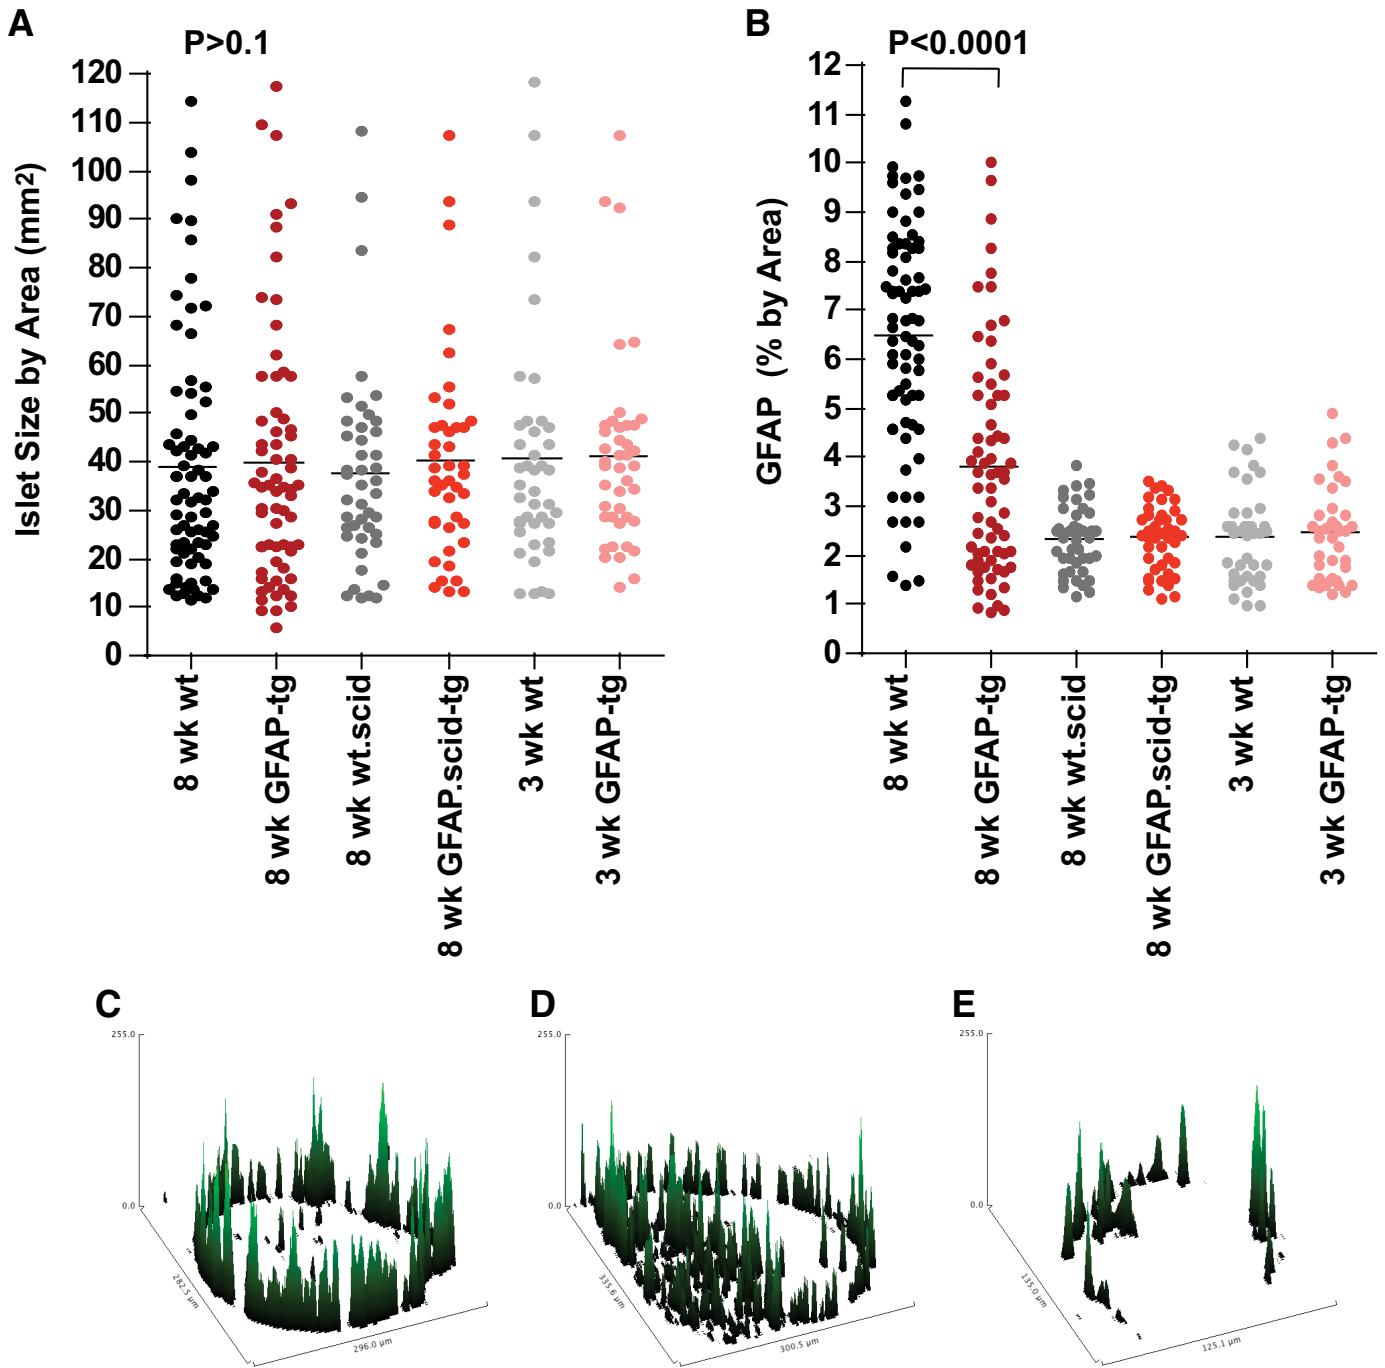 A
P>0.1
Islet Size by Area (mm2)
120
110
100
90
80
70
60
50
40
30
20
10
0
8 wk wt
8 wk GFAP-tg
8 wk wt.scid
8 wk GFAP.scid-tg
3 wk wt
3 wk GFAP-tg
B
P<0.0001
GFAP (% by Area)
12
11
10
9
8
7
6
5
4
3
2
1
0
8 wk wt
8 wk GFAP-tg
8 wk wt.scid
8 wk GFAP.scid-tg
3 wk wt
3 wk GFAP-tg
C
255.0
0.0
282.5 µm
296.0 µm
D
255.0
0.0
335.6 µm
300.5 µm
E
255.0
0.0
135.0 µm
125.1 µm